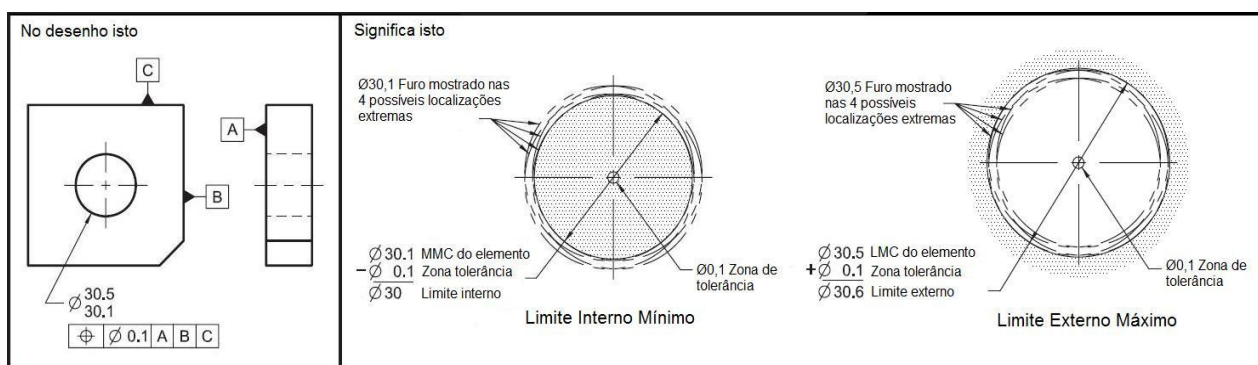 No desenho isto
C
A
B
Ø 30.5
30.1
⌖ Ø 0.1 A B C
Significa isto
Ø30,1 Furo mostrado nas
4 possíveis localizações
extremas
Ø 30.1 MMC do elemento
−Ø 0.1 Zona tolerância
Ø 30 Limite interno
Ø0,1 Zona de
tolerância
Limite Interno Mínimo
Ø30,5 Furo mostrado
nas 4 possíveis
localizações extremas
Ø 30.5 LMC do elemento
+Ø 0.1 Zona tolerância
Ø 30.6 Limite externo
Ø0,1 Zona de
tolerância
Limite Externo Máximo